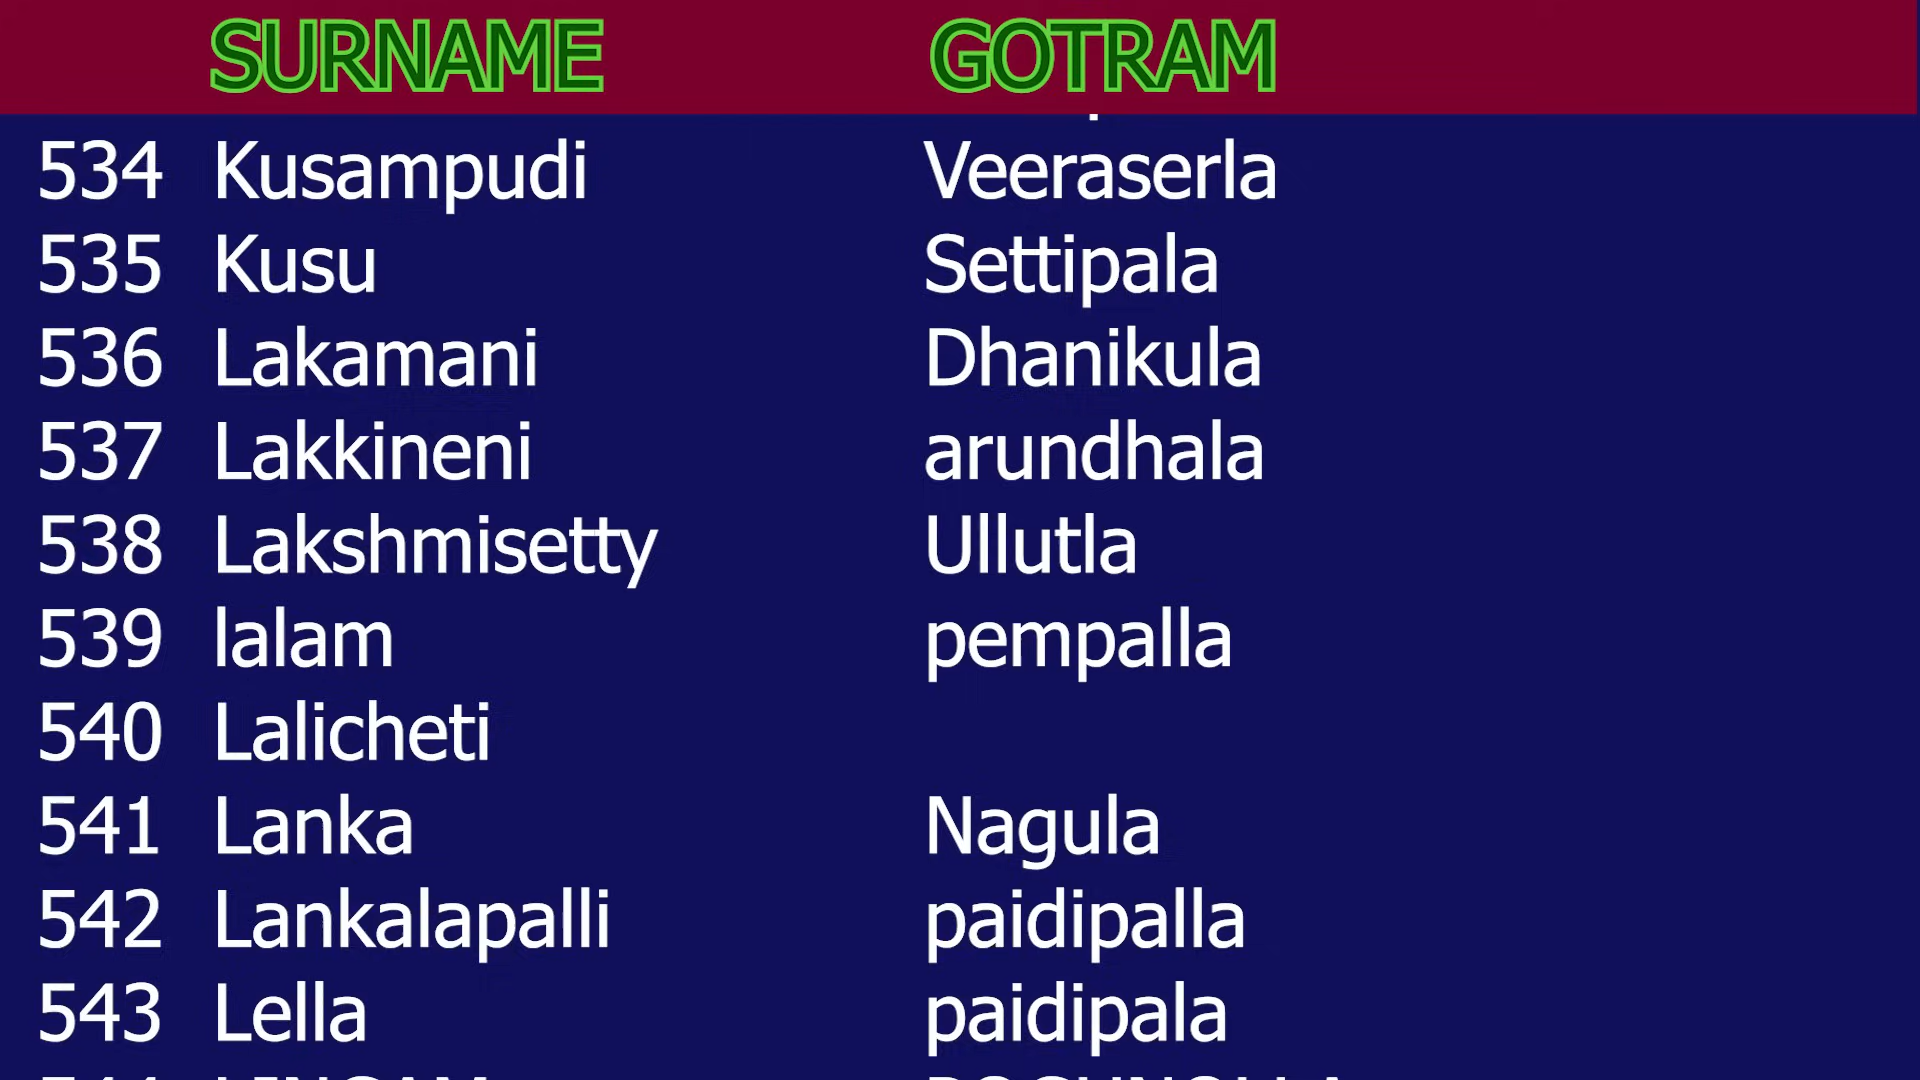 SURNAME GOTRAM
534 Kusampudi Veeraserla
535 Kusu Settipala
536 Lakamani Dhanikula
537 Lakkineni arundhala
538 Lakshmisetty Ullutla
539 lalam pempalla
540 Lalicheti
541 Lanka Nagula
542 Lankalapalli paidipalla
543 Lella paidipala